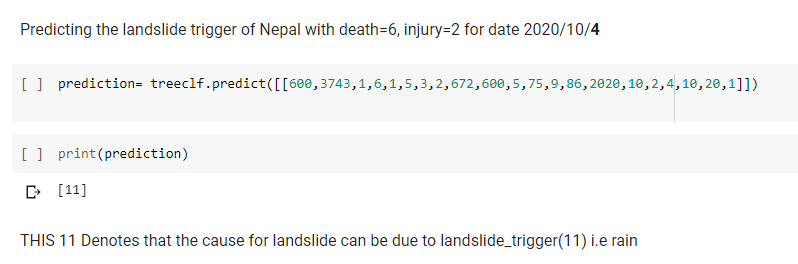 Predicting the landslide trigger of Nepal with death=6, injury=2 for date 2020/10/4
[ ] prediction= treeclf.predict([[600,3743,1,6,1,5,3,2,672,600,5,75,9,86,2020,10,2,4,10,20,1]])
[ ] print(prediction)
[11]
THIS 11 Denotes that the cause for landslide can be due to landslide_trigger(11) i.e rain